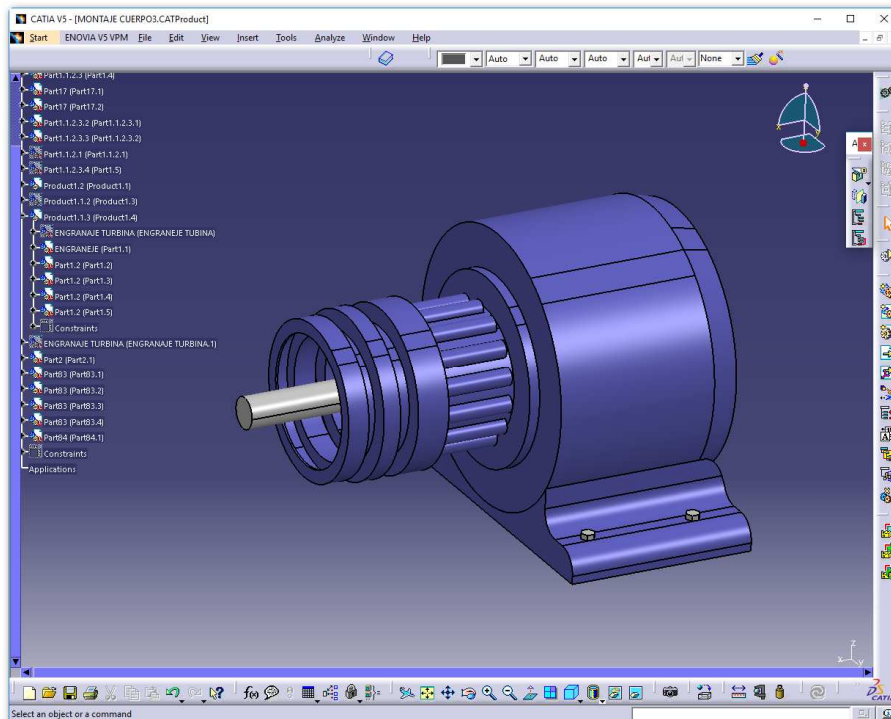 CATIA V5 - [MONTAJE CUERPO3.CATProduct]
Start ENOVIA V5 VPM File Edit View Insert Tools Analyze Window Help
Auto Auto Auto Aut Aut None
Part1.1.2.3 (Part1.4)
Part17 (Part17.1)
Part17 (Part17.2)
Part1.1.2.3.2 (Part1.1.2.3.1)
Part1.1.2.3.3 (Part1.1.2.3.2)
Part1.1.2.1 (Part1.1.2.1)
Part1.1.2.3.4 (Part1.5)
Product1.2 (Product1.1)
Product1.1.2 (Product1.3)
Product1.1.3 (Product1.4)
ENGRANAJE TURBINA (ENGRANEJE TUBINA)
ENGRANEJE (Part1.1)
Part1.2 (Part1.2)
Part1.2 (Part1.3)
Part1.2 (Part1.4)
Part1.2 (Part1.5)
Constraints
ENGRANAJE TURBINA (ENGRANAJE TURBINA.1)
Part2 (Part2.1)
Part83 (Part83.1)
Part83 (Part83.2)
Part83 (Part83.3)
Part83 (Part83.4)
Part84 (Part84.1)
Constraints
Applications
A
z
x y
f(x)
CATIA
Select an object or a command